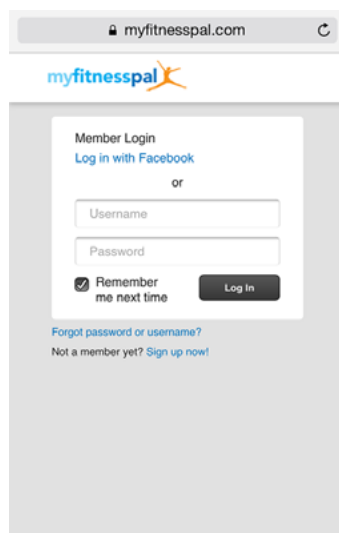 myfitnesspal.com
myfitnesspal
Member Login
Log in with Facebook
or
Username
Password
Remember
me next time
Log In
Forgot password or username?
Not a member yet? Sign up now!